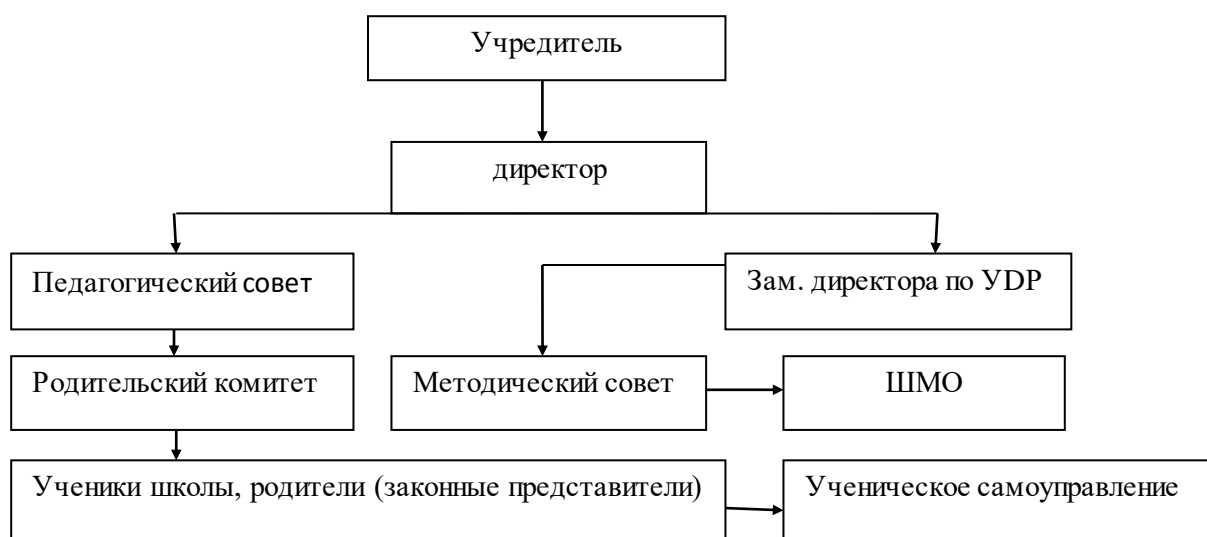 Учредитель
директор
Педагогический совет
Зам. директора по УDР
Родительский комитет
Методический совет
ШМО
Ученики школы, родители (законные представители)
Ученическое самоуправление